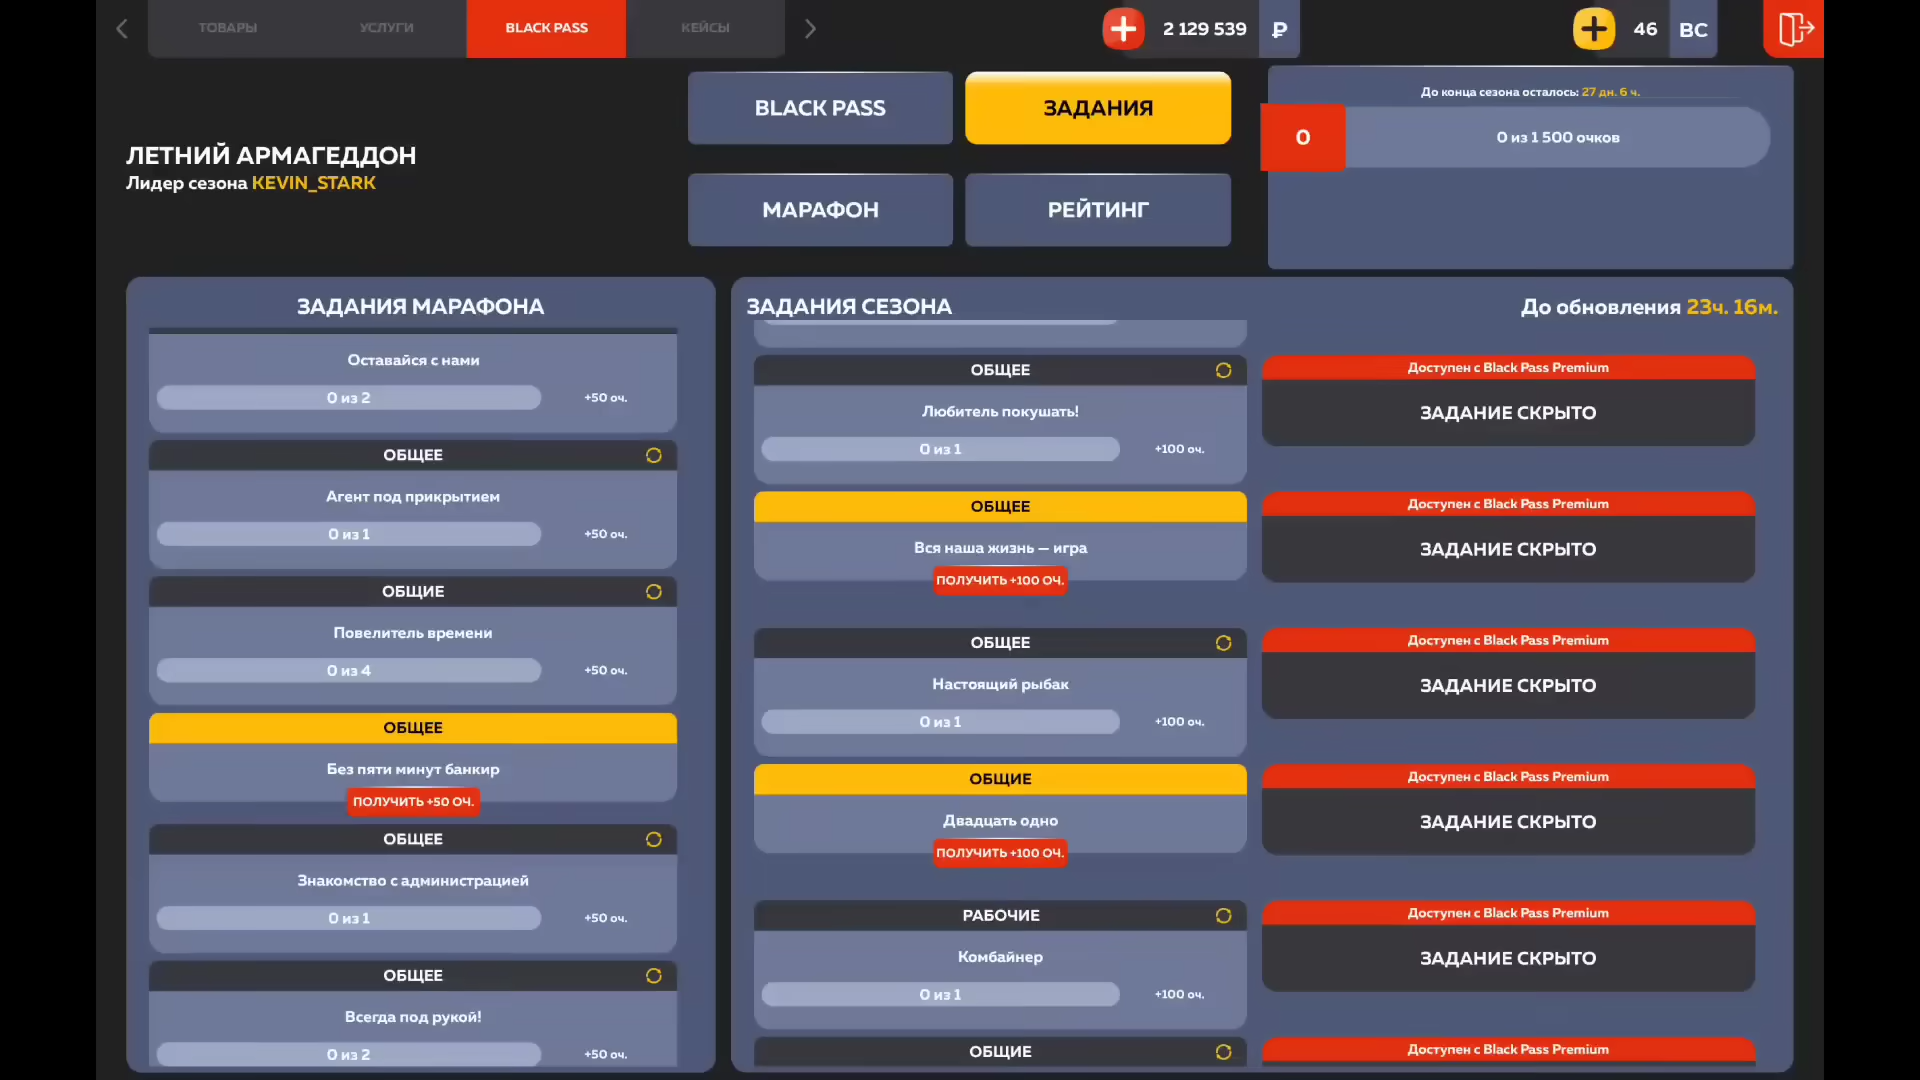 ТОВАРЫ
УСЛУГИ
BLACK PASS
КЕЙСЫ
2 129 539 ₽
46 BC
ЛЕТНИЙ АРМАГЕДДОН
Лидер сезона KEVIN_STARK
BLACK PASS
ЗАДАНИЯ
МАРАФОН
РЕЙТИНГ
До конца сезона осталось: 27 дн. 6 ч.
0
0 из 1 500 очков
ЗАДАНИЯ МАРАФОНА
Оставайся с нами
0 из 2
+50 оч.
ОБЩЕЕ
Агент под прикрытием
0 из 1
+50 оч.
ОБЩИЕ
Повелитель времени
0 из 4
+50 оч.
ОБЩЕЕ
Без пяти минут банкир
ПОЛУЧИТЬ +50 ОЧ.
ОБЩЕЕ
Знакомство с администрацией
0 из 1
+50 оч.
ОБЩЕЕ
Всегда под рукой!
0 из 2
+50 оч.
ЗАДАНИЯ СЕЗОНА
До обновления 23ч. 16м.
ОБЩЕЕ
Любитель покушать!
0 из 1
+100 оч.
Доступен с Black Pass Premium
ЗАДАНИЕ СКРЫТО
ОБЩЕЕ
Вся наша жизнь — игра
ПОЛУЧИТЬ +100 ОЧ.
Доступен с Black Pass Premium
ЗАДАНИЕ СКРЫТО
ОБЩЕЕ
Настоящий рыбак
0 из 1
+100 оч.
Доступен с Black Pass Premium
ЗАДАНИЕ СКРЫТО
ОБЩИЕ
Двадцать одно
ПОЛУЧИТЬ +100 ОЧ.
Доступен с Black Pass Premium
ЗАДАНИЕ СКРЫТО
РАБОЧИЕ
Комбайнер
0 из 1
+100 оч.
Доступен с Black Pass Premium
ЗАДАНИЕ СКРЫТО
ОБЩИЕ
Доступен с Black Pass Premium